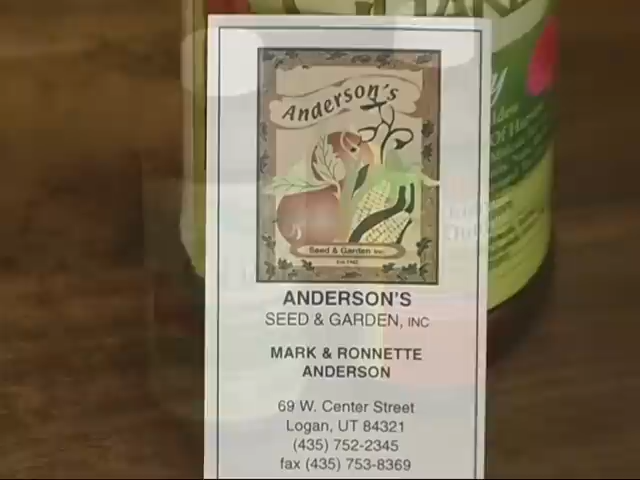 Anderson's
Seed & Garden Inc.
ANDERSON'S
SEED & GARDEN, INC
MARK & RONNETTE
ANDERSON
69 W. Center Street
Logan, UT 84321
(435) 752-2345
fax (435) 753-8369
Of